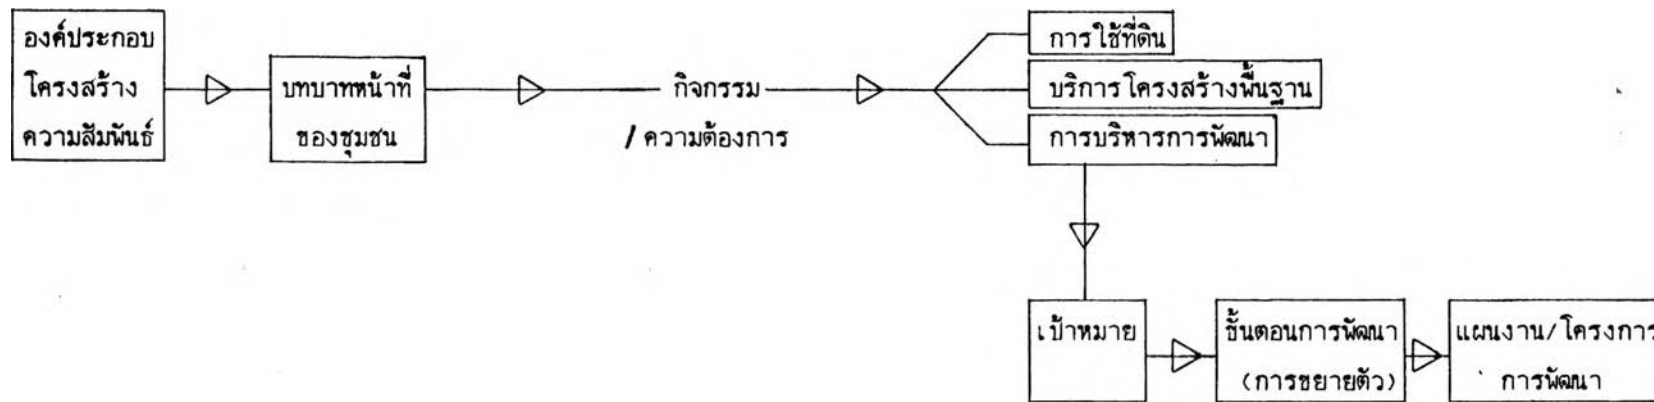 องค์ประกอบ
โครงสร้าง
ความสัมพันธ์
บทบาทหน้าที่
ของชุมชน
กิจกรรม
/ความต้องการ
การใช้ที่ดิน
บริการโครงสร้างพื้นฐาน
การบริหารการพัฒนา
เป้าหมาย
ขั้นตอนการพัฒนา
(การขยายตัว)
แผนงาน/โครงการ
การพัฒนา